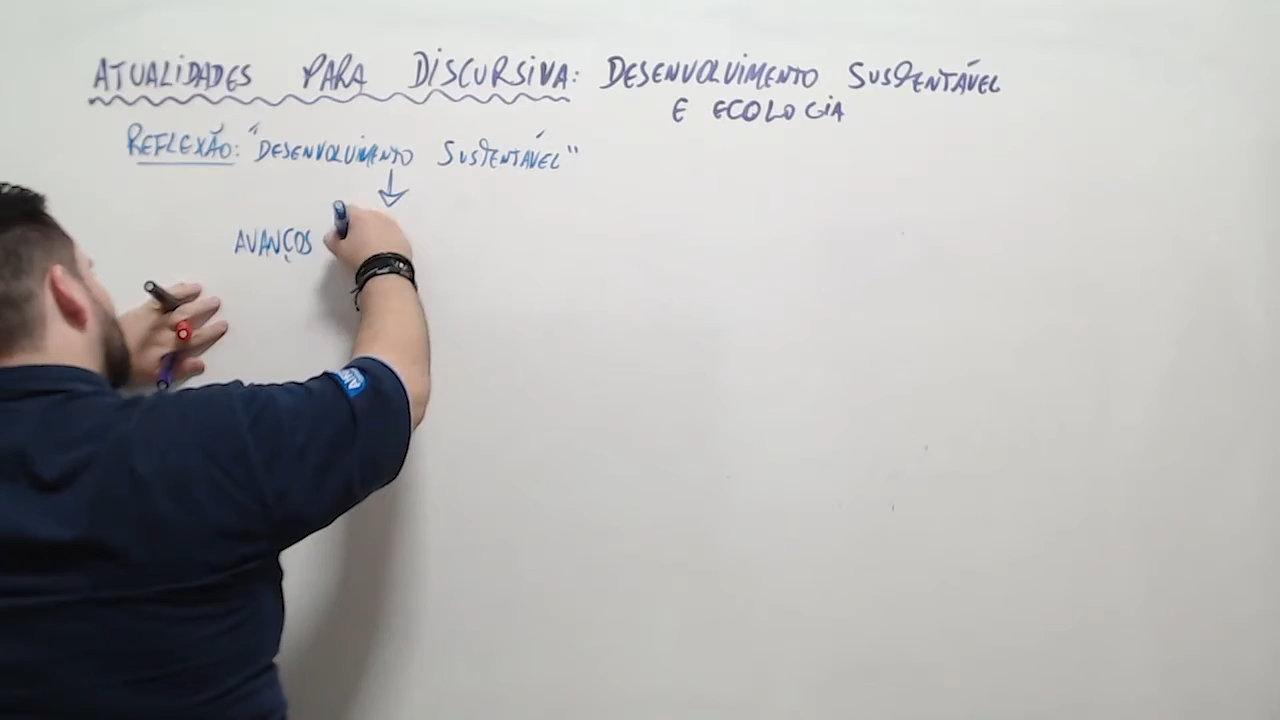 ATUALIDADES PARA DISCURSIVA: DESENVOLVIMENTO SUSTENTÁVEL
E ECOLOGIA
REFLEXÃO: "DESENVOLVIMENTO SUSTENTÁVEL"
AVANÇOS